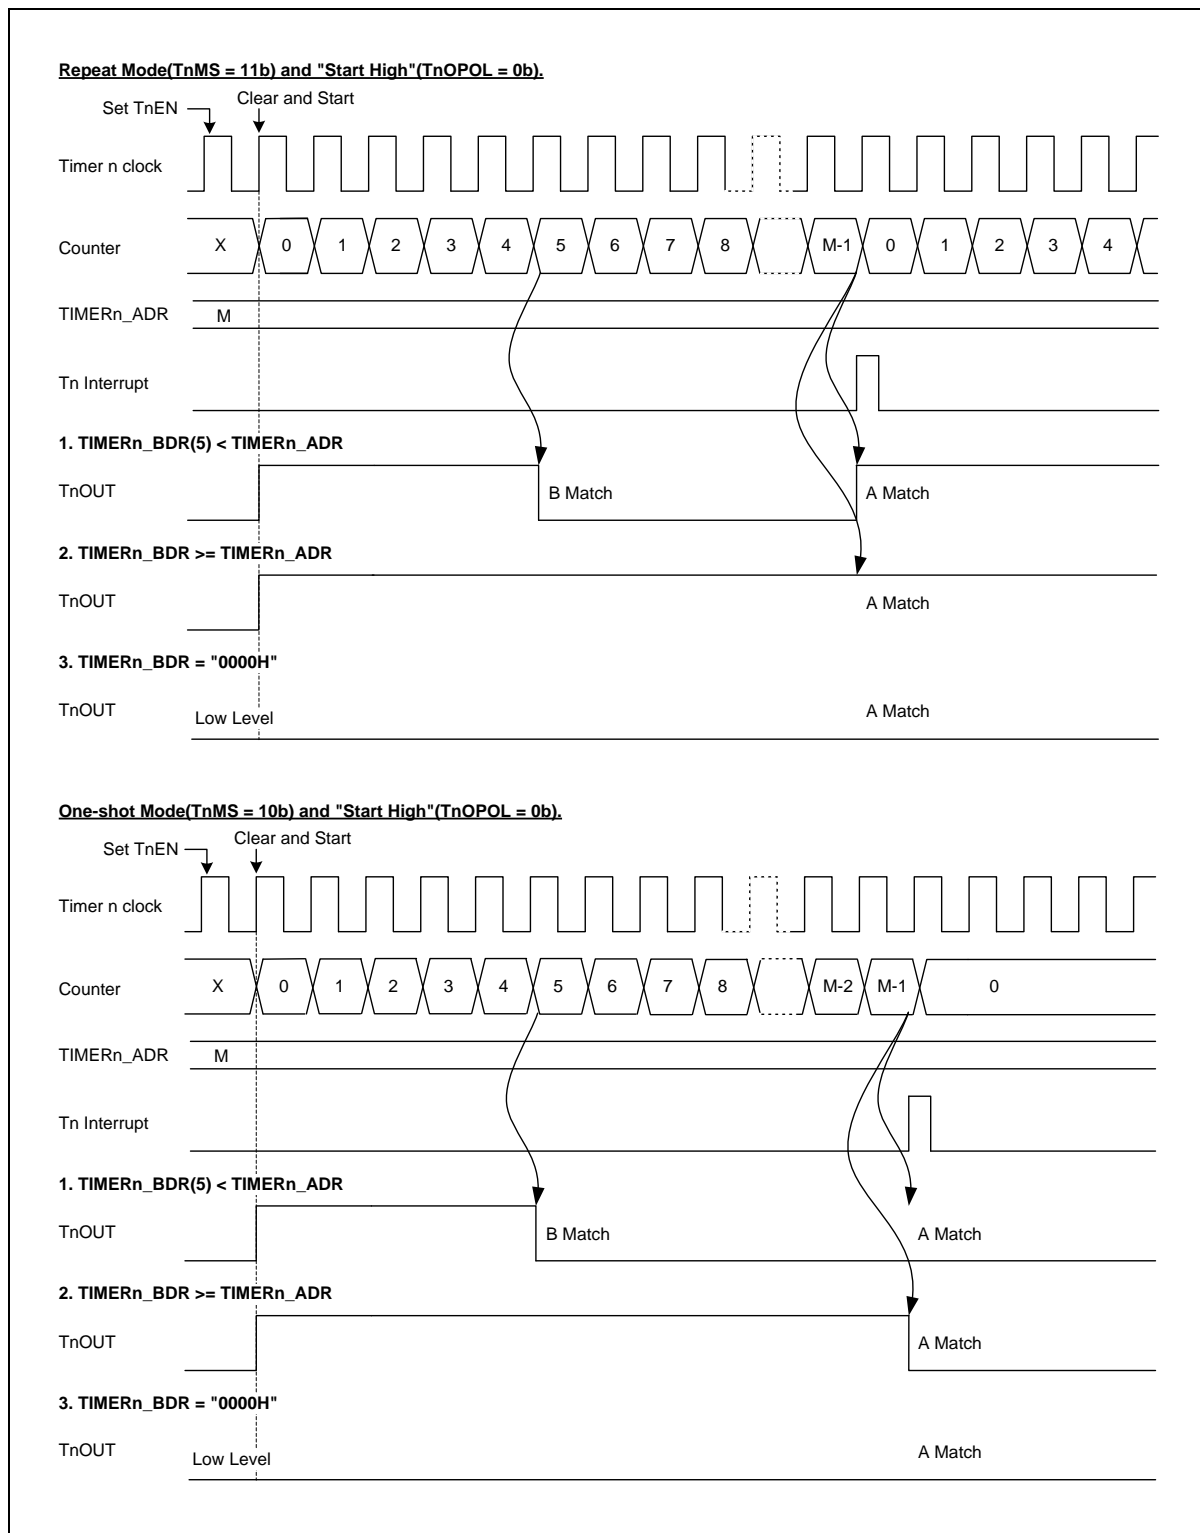 Repeat Mode(TnMS = 11b) and "Start High"(TnOPOL = 0b).
Set TnEN
Clear and Start
Timer n clock
Counter X 0 1 2 3 4 5 6 7 8 M-1 0 1 2 3 4
TIMERn_ADR M
Tn Interrupt
1. TIMERn_BDR(5) < TIMERn_ADR
TnOUT B Match A Match
2. TIMERn_BDR >= TIMERn_ADR
TnOUT A Match
3. TIMERn_BDR = "0000H"
TnOUT Low Level A Match
One-shot Mode(TnMS = 10b) and "Start High"(TnOPOL = 0b).
Set TnEN
Clear and Start
Timer n clock
Counter X 0 1 2 3 4 5 6 7 8 M-2 M-1 0
TIMERn_ADR M
Tn Interrupt
1. TIMERn_BDR(5) < TIMERn_ADR
TnOUT B Match A Match
2. TIMERn_BDR >= TIMERn_ADR
TnOUT A Match
3. TIMERn_BDR = "0000H"
TnOUT Low Level A Match